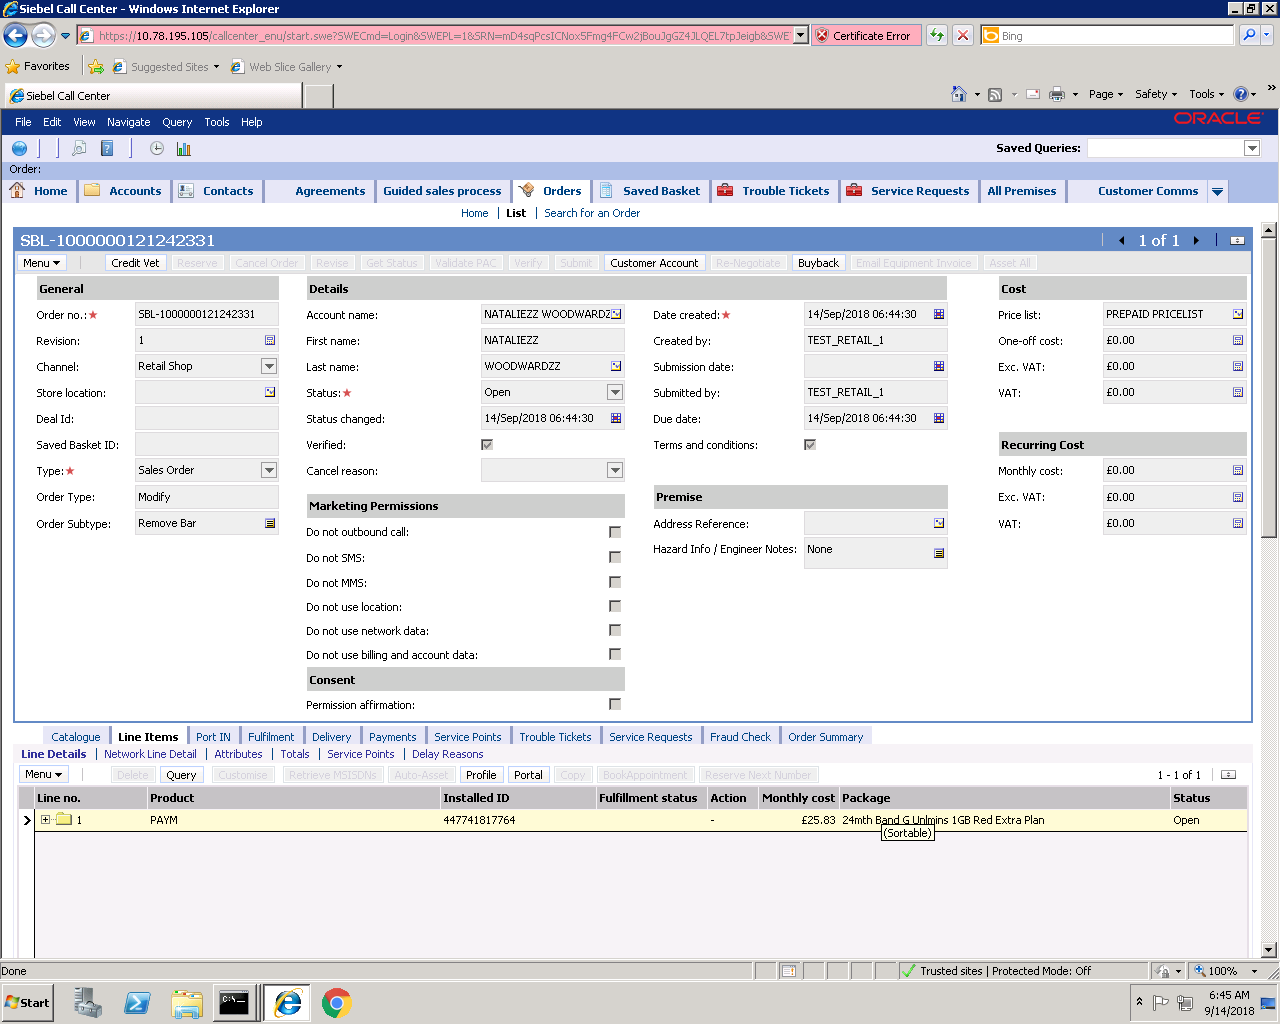 Siebel Call Center - Windows Internet Explorer
https://10.78.195.105/callcenter_enu/start.swe?SWECmd=Login&SWEPL=1&SRN=mD4sqPcsICNox5Fmg4FCw2jBouJgGZ4JLQEL7tpJeigb&SWE
Certificate Error
Bing
Favorites
Suggested Sites
Web Slice Gallery
Siebel Call Center
Page Safety Tools
File Edit View Navigate Query Tools Help
ORACLE
Saved Queries:
Order:
Home Accounts Contacts Agreements Guided sales process Orders Saved Basket Trouble Tickets Service Requests All Premises Customer Comms
Home | List | Search for an Order
SBL-1000000121242331
1 of 1
Menu Credit Vet Reserve Cancel Order Revise Get Status Validate PAC Verify Submit Customer Account Re-Negotiate Buyback Email Equipment Invoice Asset All
General
Order no.:★ SBL-1000000121242331
Revision: 1
Channel: Retail Shop
Store location:
Deal Id:
Saved Basket ID:
Type:★ Sales Order
Order Type: Modify
Order Subtype: Remove Bar
Details
Account name: NATALIEZZ WOODWARDZ
First name: NATALIEZZ
Last name: WOODWARDZZ
Status:★ Open
Status changed: 14/Sep/2018 06:44:30
Verified:
Cancel reason:
Marketing Permissions
Do not outbound call:
Do not SMS:
Do not MMS:
Do not use location:
Do not use network data:
Do not use billing and account data:
Consent
Permission affirmation:
Date created:★ 14/Sep/2018 06:44:30
Created by: TEST_RETAIL_1
Submission date:
Submitted by: TEST_RETAIL_1
Due date: 14/Sep/2018 06:44:30
Terms and conditions:
Premise
Address Reference:
Hazard Info / Engineer Notes: None
Cost
Price list: PREPAID PRICELIST
One-off cost: £0.00
Exc. VAT: £0.00
VAT: £0.00
Recurring Cost
Monthly cost: £0.00
Exc. VAT: £0.00
VAT: £0.00
Catalogue Line Items Port IN Fulfilment Delivery Payments Service Points Trouble Tickets Service Requests Fraud Check Order Summary
Line Details | Network Line Detail | Attributes | Totals | Service Points | Delay Reasons
Menu Delete Query Customise Retrieve MSISDNs Auto-Asset Profile Portal Copy BookAppointment Reserve Next Number
1 - 1 of 1
Line no. Product Installed ID Fulfillment status Action Monthly cost Package Status
1 PAYM 447741817764 - £25.83 24mth Band G Unlmins 1GB Red Extra Plan Open
(Sortable)
Done
Trusted sites | Protected Mode: Off
100%
Start
C:\.
6:45 AM
9/14/2018